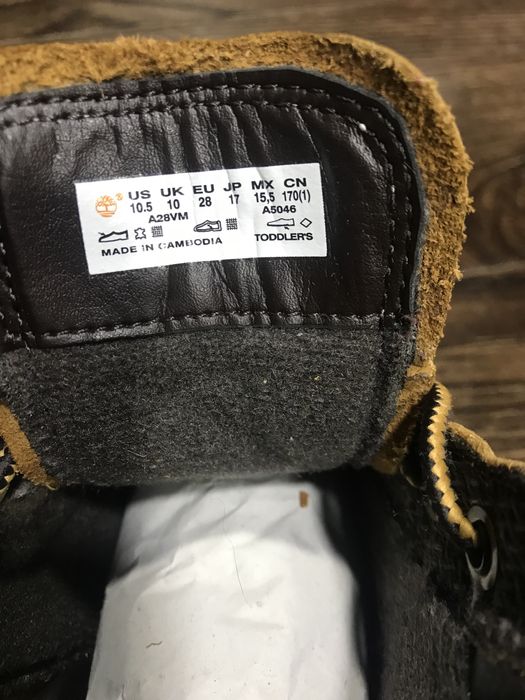 US UK EU JP MX CN
10.5 10 28 17 15,5 170(1)
A28VM A5046
MADE IN CAMBODIA TODDLER'S